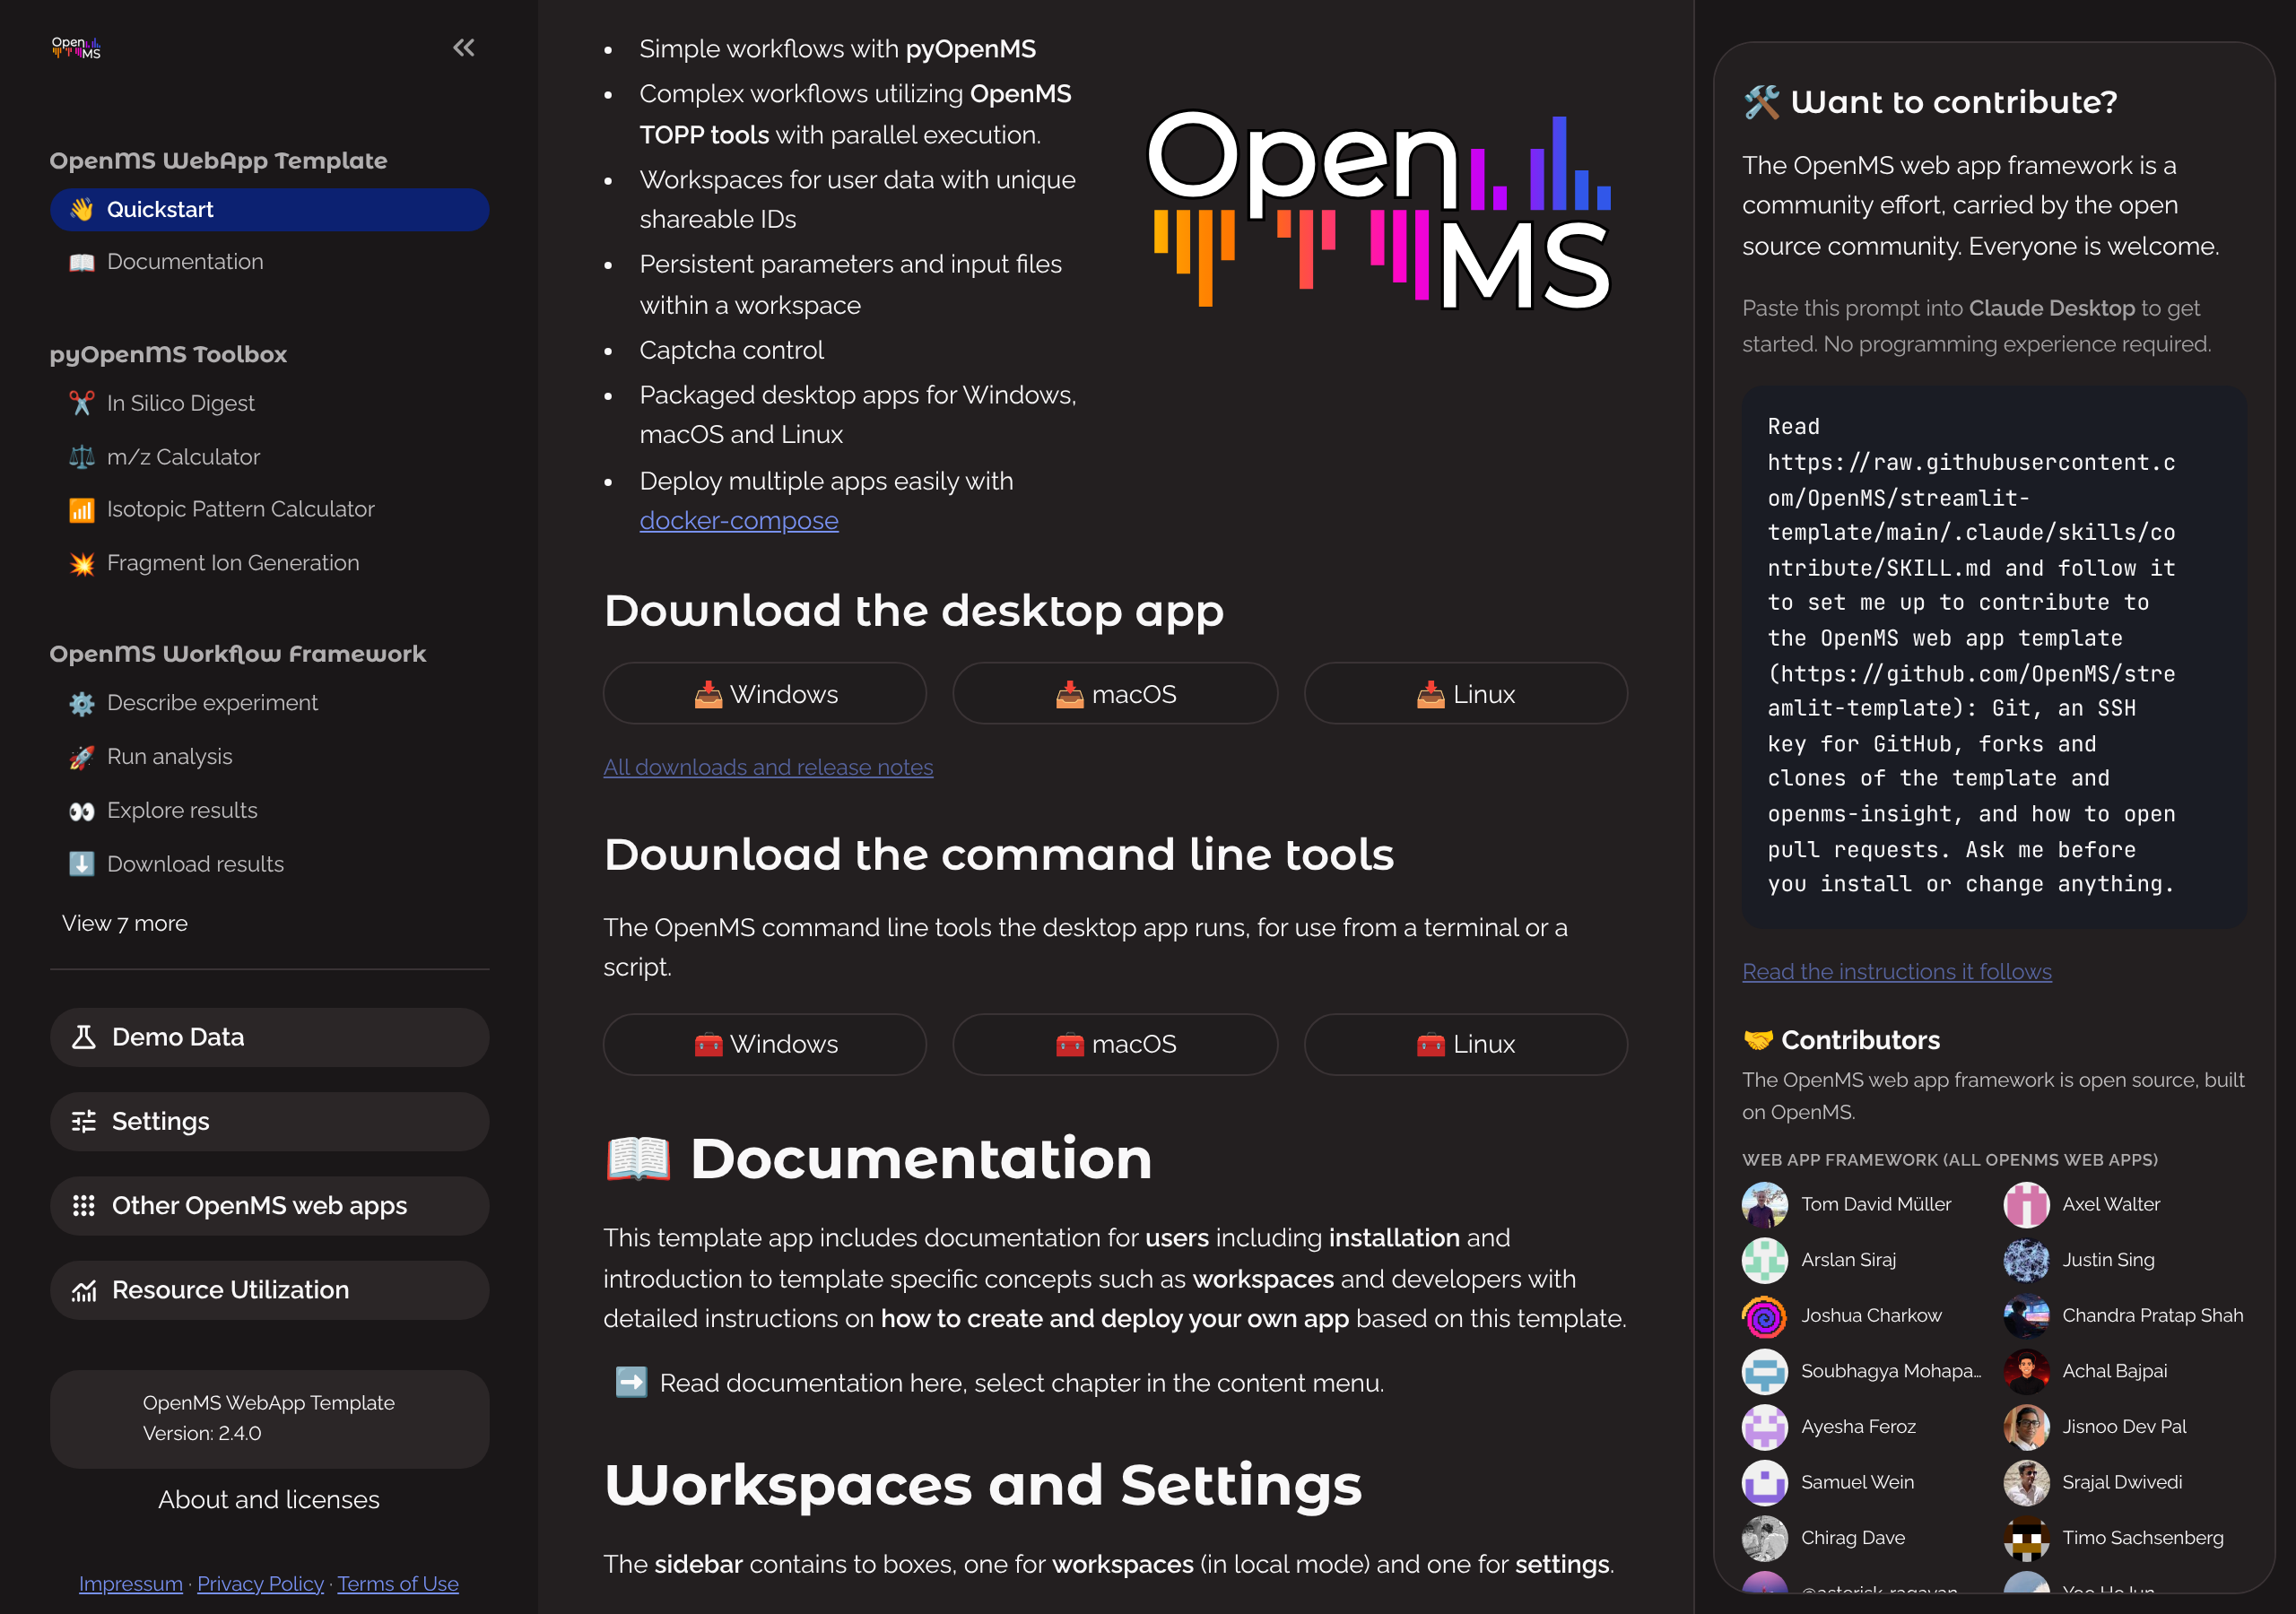 Open
MS
OpenMS WebApp Template
👋 Quickstart
📖 Documentation
pyOpenMS Toolbox
✂️ In Silico Digest
⚖️ m/z Calculator
📶 Isotopic Pattern Calculator
💥 Fragment Ion Generation
OpenMS Workflow Framework
⚙️ Describe experiment
🚀 Run analysis
👀 Explore results
⬇️ Download results
View 7 more
Demo Data
Settings
Other OpenMS web apps
Resource Utilization
OpenMS WebApp Template
Version: 2.4.0
About and licenses
Impressum · Privacy Policy · Terms of Use
• Simple workflows with pyOpenMS
• Complex workflows utilizing OpenMS
TOPP tools with parallel execution.
• Workspaces for user data with unique
shareable IDs
• Persistent parameters and input files
within a workspace
• Captcha control
• Packaged desktop apps for Windows,
macOS and Linux
• Deploy multiple apps easily with
docker-compose
Open
MS
Download the desktop app
📥 Windows
📥 macOS
📥 Linux
All downloads and release notes
Download the command line tools
The OpenMS command line tools the desktop app runs, for use from a terminal or a
script.
🧰 Windows
🧰 macOS
🧰 Linux
📖 Documentation
This template app includes documentation for users including installation and
introduction to template specific concepts such as workspaces and developers with
detailed instructions on how to create and deploy your own app based on this template.
➡️ Read documentation here, select chapter in the content menu.
Workspaces and Settings
The sidebar contains to boxes, one for workspaces (in local mode) and one for settings.
🛠️ Want to contribute?
The OpenMS web app framework is a
community effort, carried by the open
source community. Everyone is welcome.
Paste this prompt into Claude Desktop to get
started. No programming experience required.
Read
https://raw.githubusercontent.c
om/OpenMS/streamlit-
template/main/.claude/skills/co
ntribute/SKILL.md and follow it
to set me up to contribute to
the OpenMS web app template
(https://github.com/OpenMS/stre
amlit-template): Git, an SSH
key for GitHub, forks and
clones of the template and
openms-insight, and how to open
pull requests. Ask me before
you install or change anything.
Read the instructions it follows
🤝 Contributors
The OpenMS web app framework is open source, built
on OpenMS.
WEB APP FRAMEWORK (ALL OPENMS WEB APPS)
Tom David Müller
Axel Walter
Arslan Siraj
Justin Sing
Joshua Charkow
Chandra Pratap Shah
Soubhagya Mohapa…
Achal Bajpai
Ayesha Feroz
Jisnoo Dev Pal
Samuel Wein
Srajal Dwivedi
Chirag Dave
Timo Sachsenberg